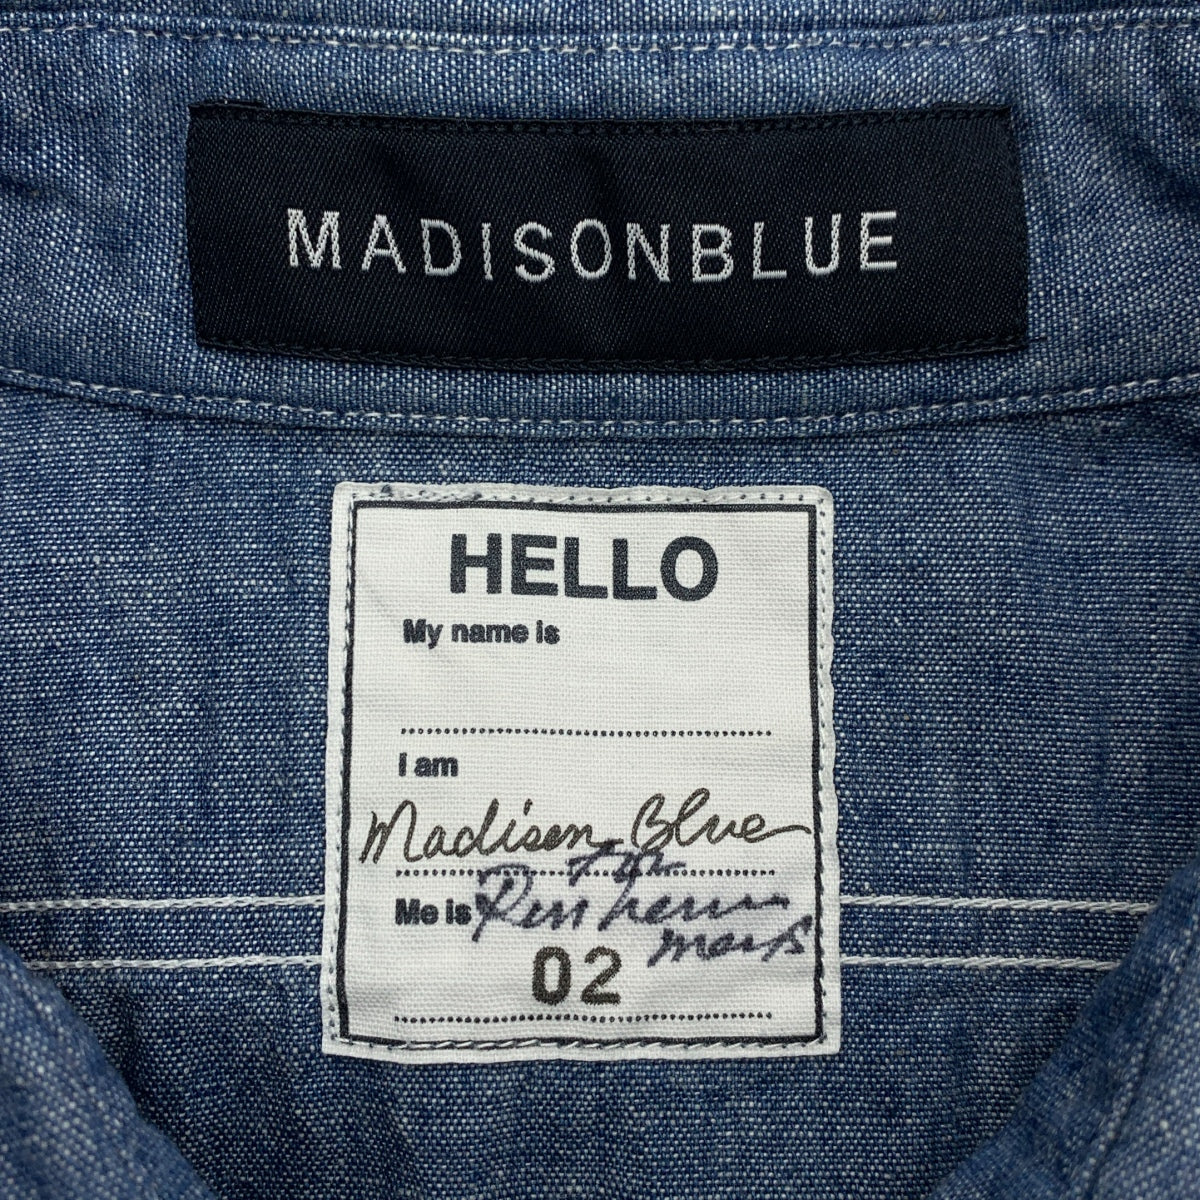 MADISONBLUE
HELLO
My name is
I am
Madison Blue
Me is
02